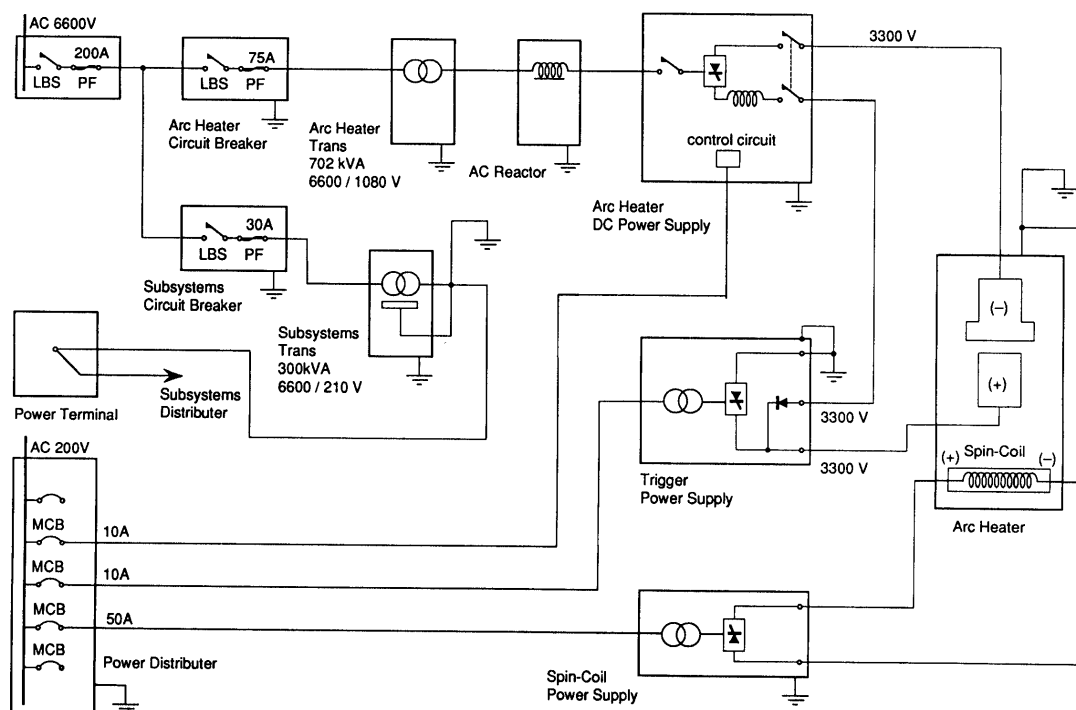 AC 6600V
200A
LBS PF
75A
LBS PF
Arc Heater
Circuit Breaker
Arc Heater
Trans
702 kVA
6600 / 1080 V
AC Reactor
control circuit
Arc Heater
DC Power Supply
3300 V
30A
LBS PF
Subsystems
Circuit Breaker
Subsystems
Trans
300kVA
6600 / 210 V
Power Terminal
Subsystems
Distributer
3300 V
3300 V
Trigger
Power Supply
(−)
(+)
Spin-Coil
(+) (−)
Arc Heater
AC 200V
MCB
10A
MCB
10A
MCB
50A
MCB
Power Distributer
Spin-Coil
Power Supply